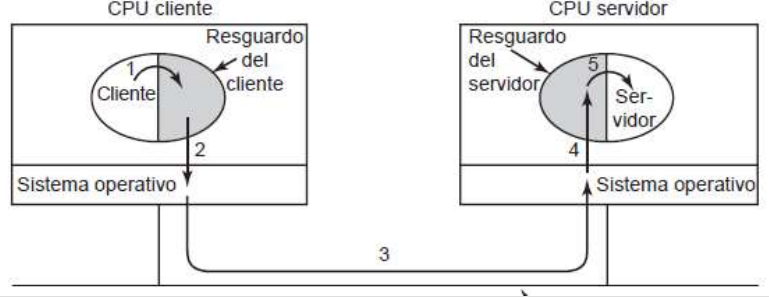 CPU cliente
CPU servidor
Resguardo
del
cliente
1
Cliente
2
Sistema operativo
Resguardo
del
servidor
5
Ser-
vidor
4
Sistema operativo
3